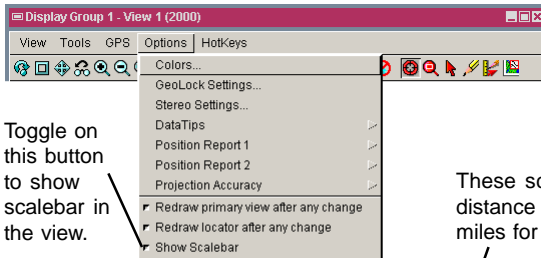 Display Group 1 - View 1 (2000)
View Tools GPS Options HotKeys
Colors...
GeoLock Settings...
Stereo Settings...
DataTips
Position Report 1
Position Report 2
Projection Accuracy
Redraw primary view after any change
Redraw locator after any change
Show Scalebar
Toggle on
this button
to show
scalebar in
the view.
These
distance
miles for